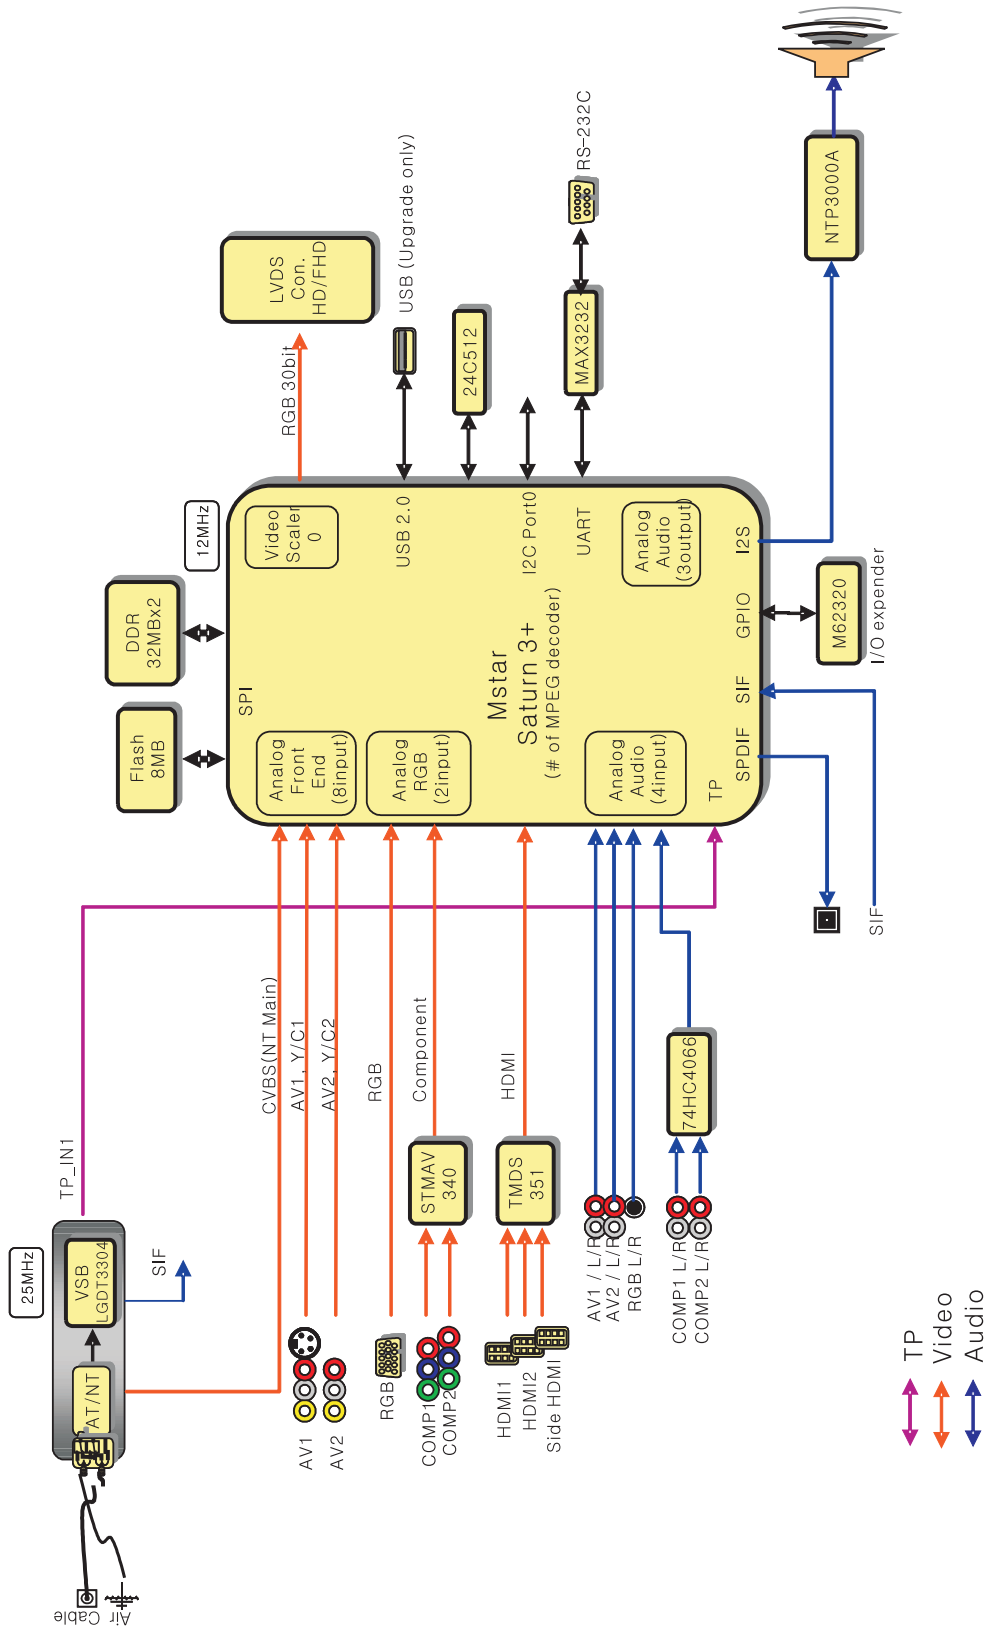 Cable
Air
25MHz
AT/NT
VSB
LGDT3304
TP_IN1
SIF
CVBS(NT Main)
AV1, Y/C1
AV2, Y/C2
RGB
Component
HDMI
AV1
AV2
RGB
COMP1
COMP2
STMAV
340
HDMI1
HDMI2
Side HDMI
TMDS
351
AV1 / L/R
AV2 / L/R
RGB L/R
COMP1 L/R
COMP2 L/R
74HC4066
SIF
Flash
8MB
DDR
32MBx2
12MHz
SPI
Analog
Front
End
(8input)
Analog
RGB
(2input)
Mstar
Saturn 3+
(# of MPEG decoder)
Analog
Audio
(4input)
TP
SPDIF
SIF
GPIO
I2S
Video
Scaler
0
USB 2.0
I2C Port0
UART
Analog
Audio
(3output)
RGB 30bit
LVDS
Con.
HD/FHD
USB (Upgrade only)
24C512
MAX3232
RS-232C
M62320
I/O expender
NTP3000A
TP
Video
Audio